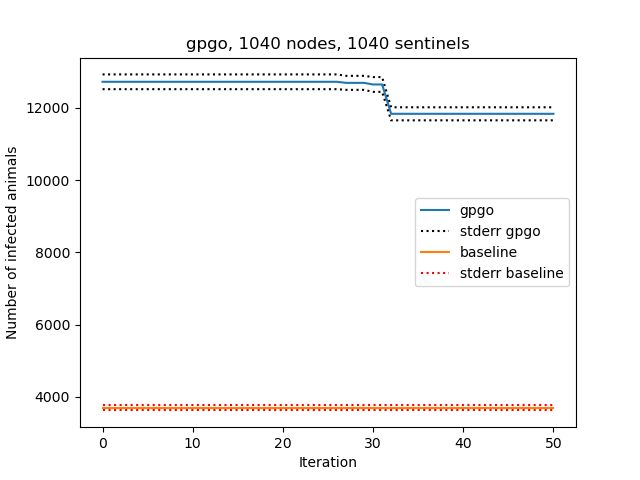 gpgo, 1040 nodes, 1040 sentinels
Number of infected animals
12000
10000
8000
6000
4000
gpgo
stderr gpgo
baseline
stderr baseline
0 10 20 30 40 50
Iteration